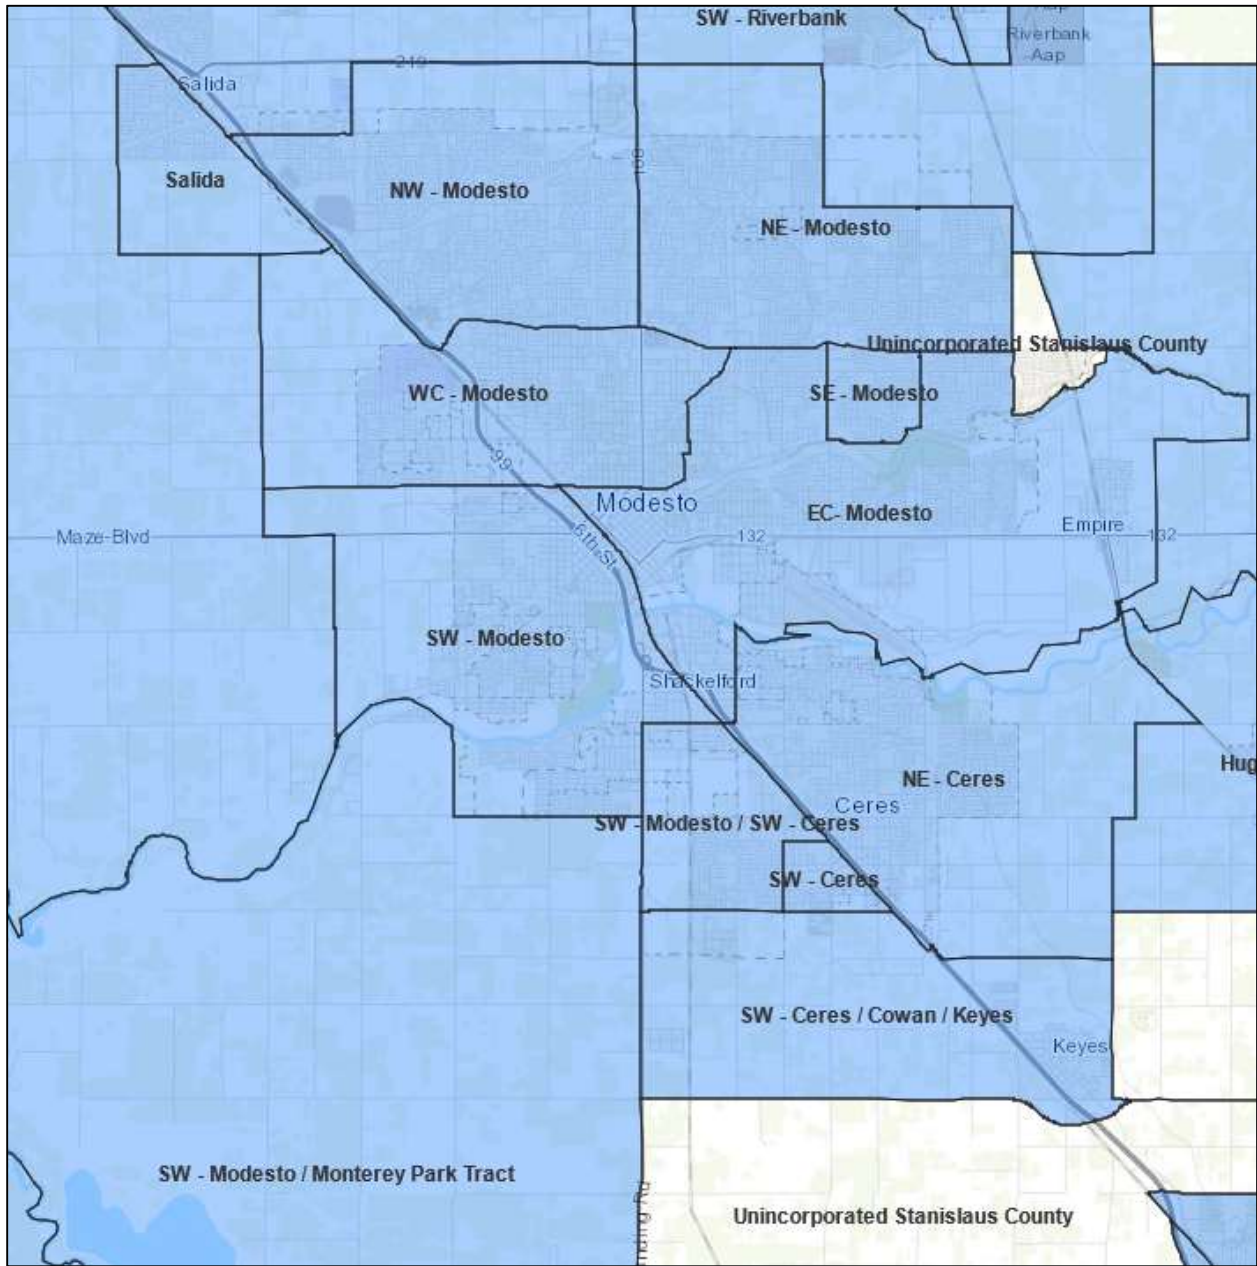 SW - Riverbank
Riverbank
-Aap
219
Salida
Salida
NW - Modesto
108
NE - Modesto
Unincorporated Stanislaus County
WC - Modesto
SE - Modesto
99
Modesto
EC- Modesto
Empire
Maze-Blvd
6th-St
132
132
SW - Modesto
Shackelford
NE - Ceres
Hug
Ceres
SW - Modesto / SW - Ceres
SW - Ceres
SW - Ceres / Cowan / Keyes
Keyes
SW - Modesto / Monterey Park Tract
Unincorporated Stanislaus County